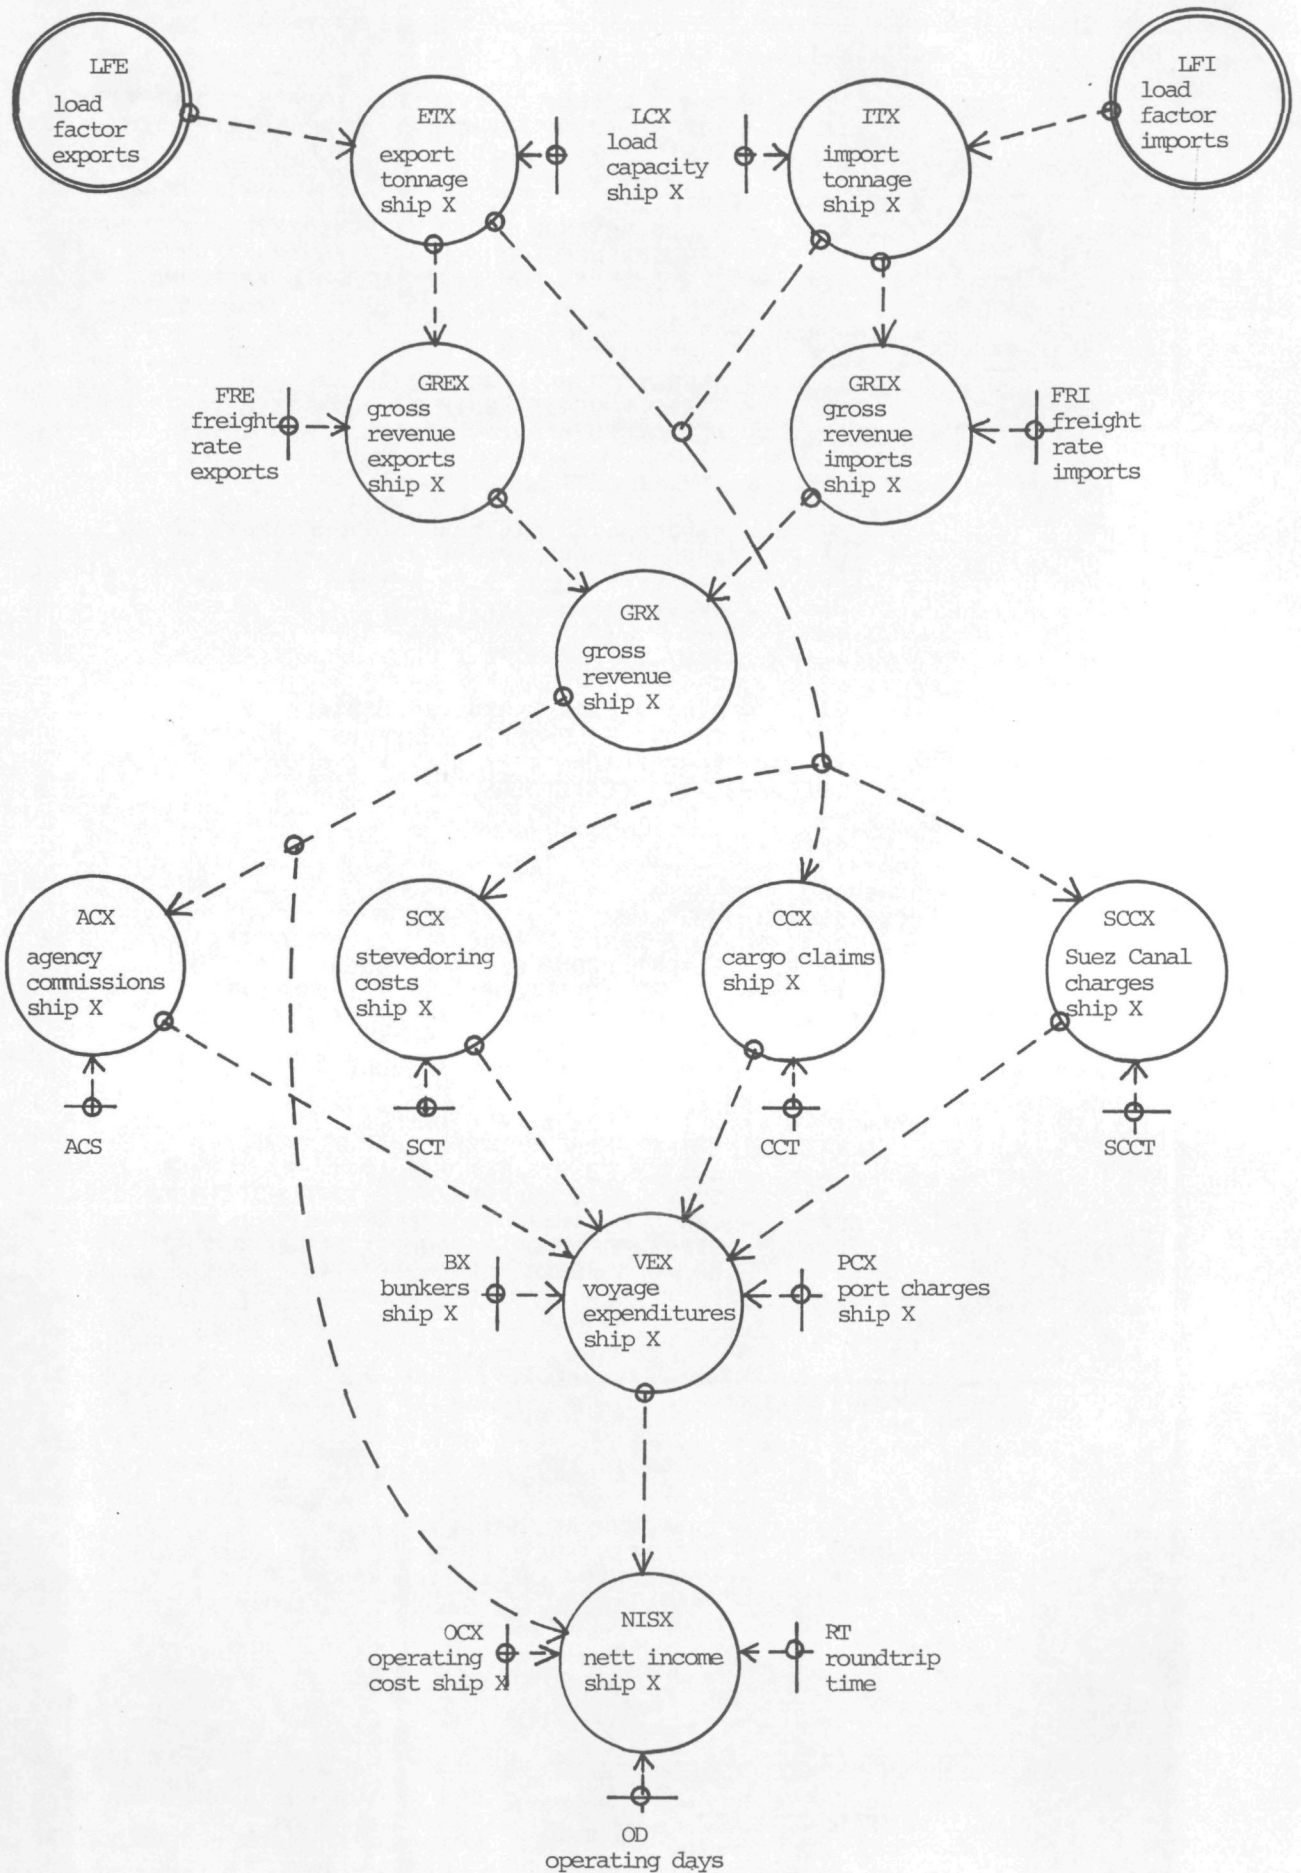 LFE
load
factor
exports
ETX
export
tonnage
ship X
LCX
load
capacity
ship X
ITX
import
tonnage
ship X
LFI
load
factor
imports
FRE
freight
rate
exports
GREX
gross
revenue
exports
ship X
GRIX
gross
revenue
imports
ship X
FRI
freight
rate
imports
GRX
gross
revenue
ship X
ACX
agency
commissions
ship X
SCX
stevedoring
costs
ship X
CCX
cargo claims
ship X
SCCX
Suez Canal
charges
ship X
ACS
SCT
CCT
SCCT
BX
bunkers
ship X
VEX
voyage
expenditures
ship X
PCX
port charges
ship X
OCX
operating
cost ship X
NISX
nett income
ship X
RT
roundtrip
time
OD
operating days